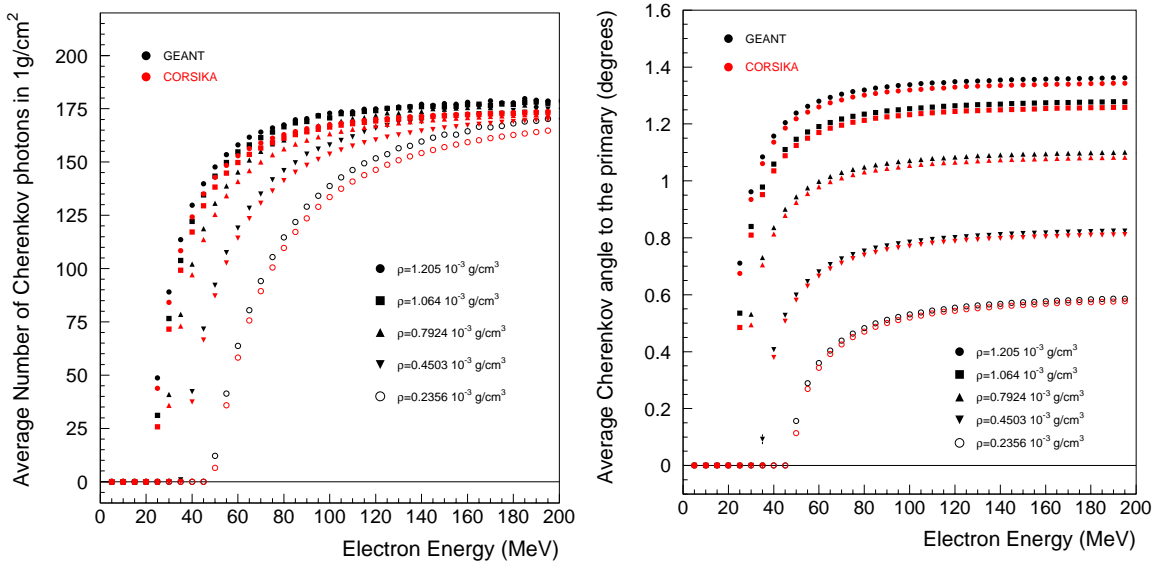 Average Number of Cherenkov photons in 1g/cm²
200
175
150
125
100
75
50
25
0
GEANT
CORSIKA
ρ=1.205 10⁻³ g/cm³
ρ=1.064 10⁻³ g/cm³
ρ=0.7924 10⁻³ g/cm³
ρ=0.4503 10⁻³ g/cm³
ρ=0.2356 10⁻³ g/cm³
0 20 40 60 80 100 120 140 160 180 200
Electron Energy (MeV)
Average Cherenkov angle to the primary (degrees)
1.6
1.4
1.2
1
0.8
0.6
0.4
0.2
0
GEANT
CORSIKA
ρ=1.205 10⁻³ g/cm³
ρ=1.064 10⁻³ g/cm³
ρ=0.7924 10⁻³ g/cm³
ρ=0.4503 10⁻³ g/cm³
ρ=0.2356 10⁻³ g/cm³
0 20 40 60 80 100 120 140 160 180 200
Electron Energy (MeV)